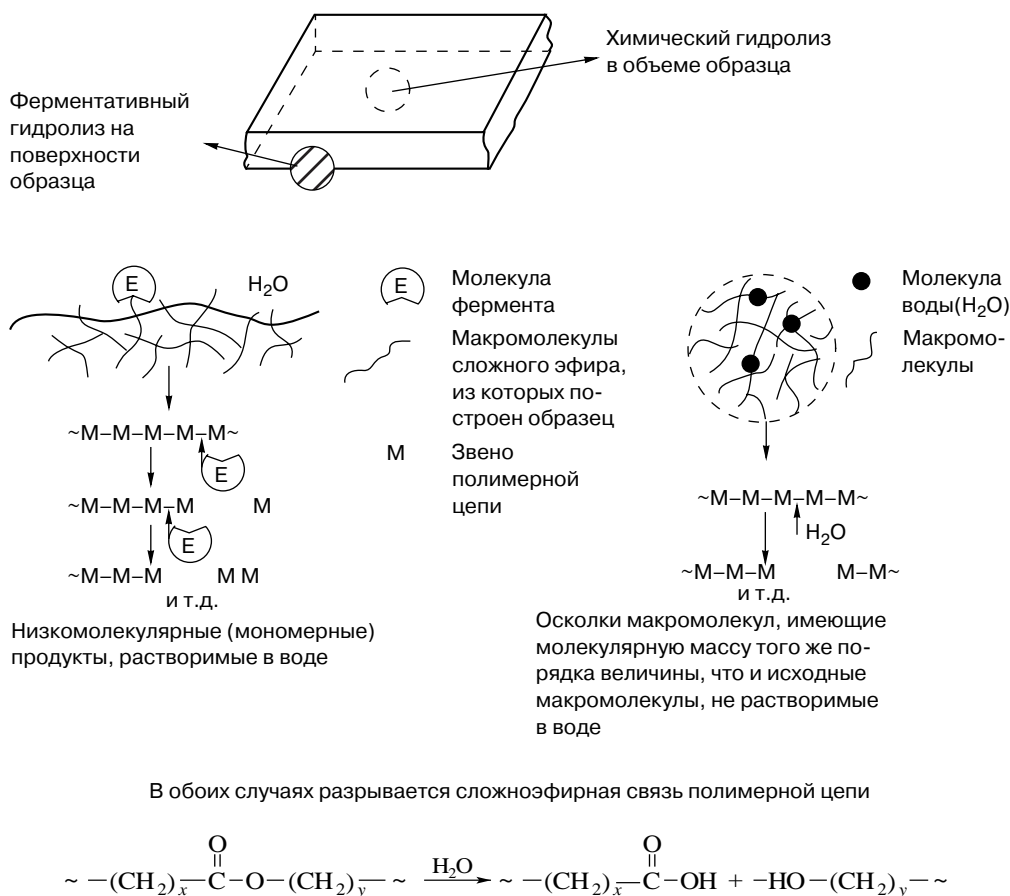 Химический гидролиз
в объеме образца
Ферментативный
гидролиз на
поверхности
образца
E
H₂O
E
Молекула
фермента
Макромолекулы
сложного эфира,
из которых по-
строен образец
M
Звено
полимерной
цепи
~M–M–M–M–M~
E
~M–M–M–M M
E
~M–M–M M M
и т.д.
Низкомолекулярные (мономерные)
продукты, растворимые в воде
Молекула
воды(H₂O)
Макромо-
лекулы
~M–M–M–M–M~
H₂O
~M–M–M M–M~
и т.д.
Осколки макромолекул, имеющие
молекулярную массу того же по-
рядка величины, что и исходные
макромолекулы, не растворимые
в воде
В обоих случаях разрывается сложноэфирная связь полимерной цепи
O H₂O O
~ –(CH₂)ₓ–C–O–(CH₂)ᵧ– ~ → ~ –(CH₂)ₓ–C–OH + –HO–(CH₂)ᵧ– ~